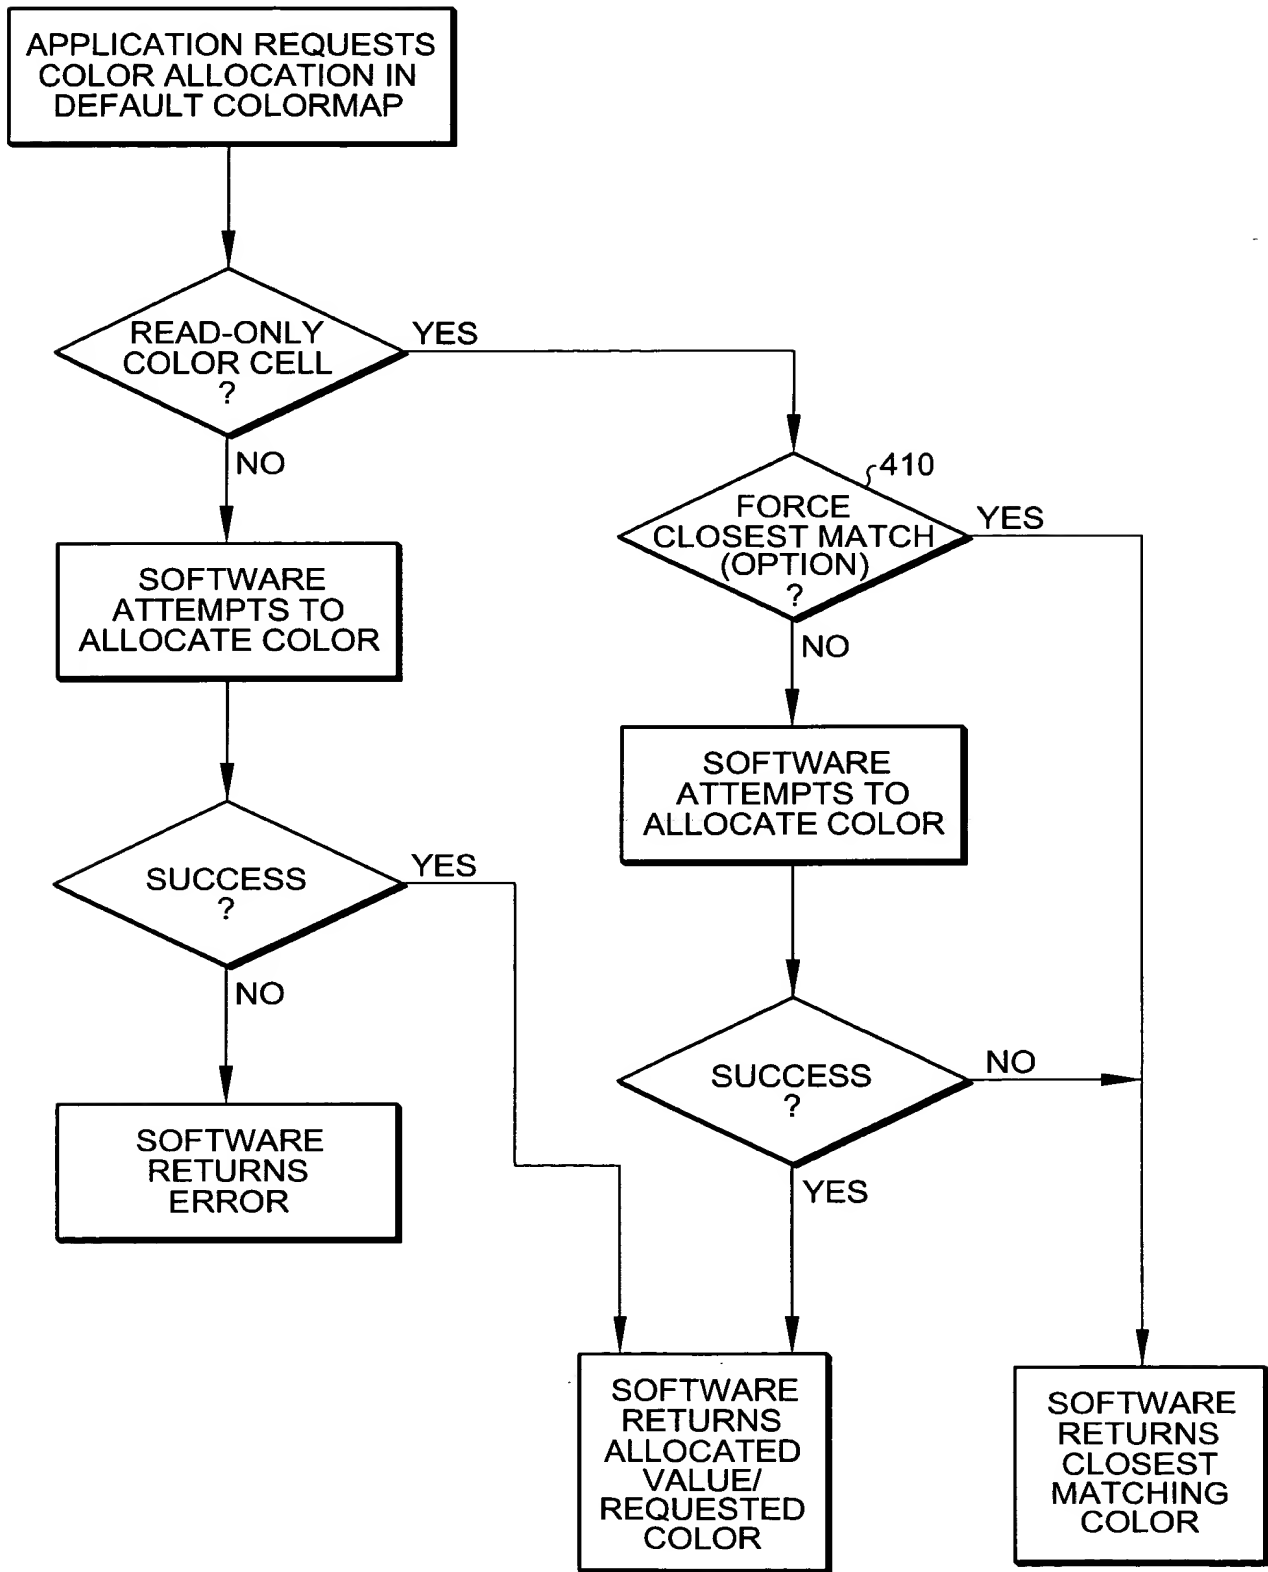 APPLICATION REQUESTS
COLOR ALLOCATION IN
DEFAULT COLORMAP
READ-ONLY
COLOR CELL
?
YES
NO
410
FORCE
CLOSEST MATCH
(OPTION)
?
YES
NO
SOFTWARE
ATTEMPTS TO
ALLOCATE COLOR
SOFTWARE
ATTEMPTS TO
ALLOCATE COLOR
SUCCESS
?
YES
NO
SUCCESS
?
NO
YES
SOFTWARE
RETURNS
ERROR
SOFTWARE
RETURNS
ALLOCATED
VALUE/
REQUESTED
COLOR
SOFTWARE
RETURNS
CLOSEST
MATCHING
COLOR